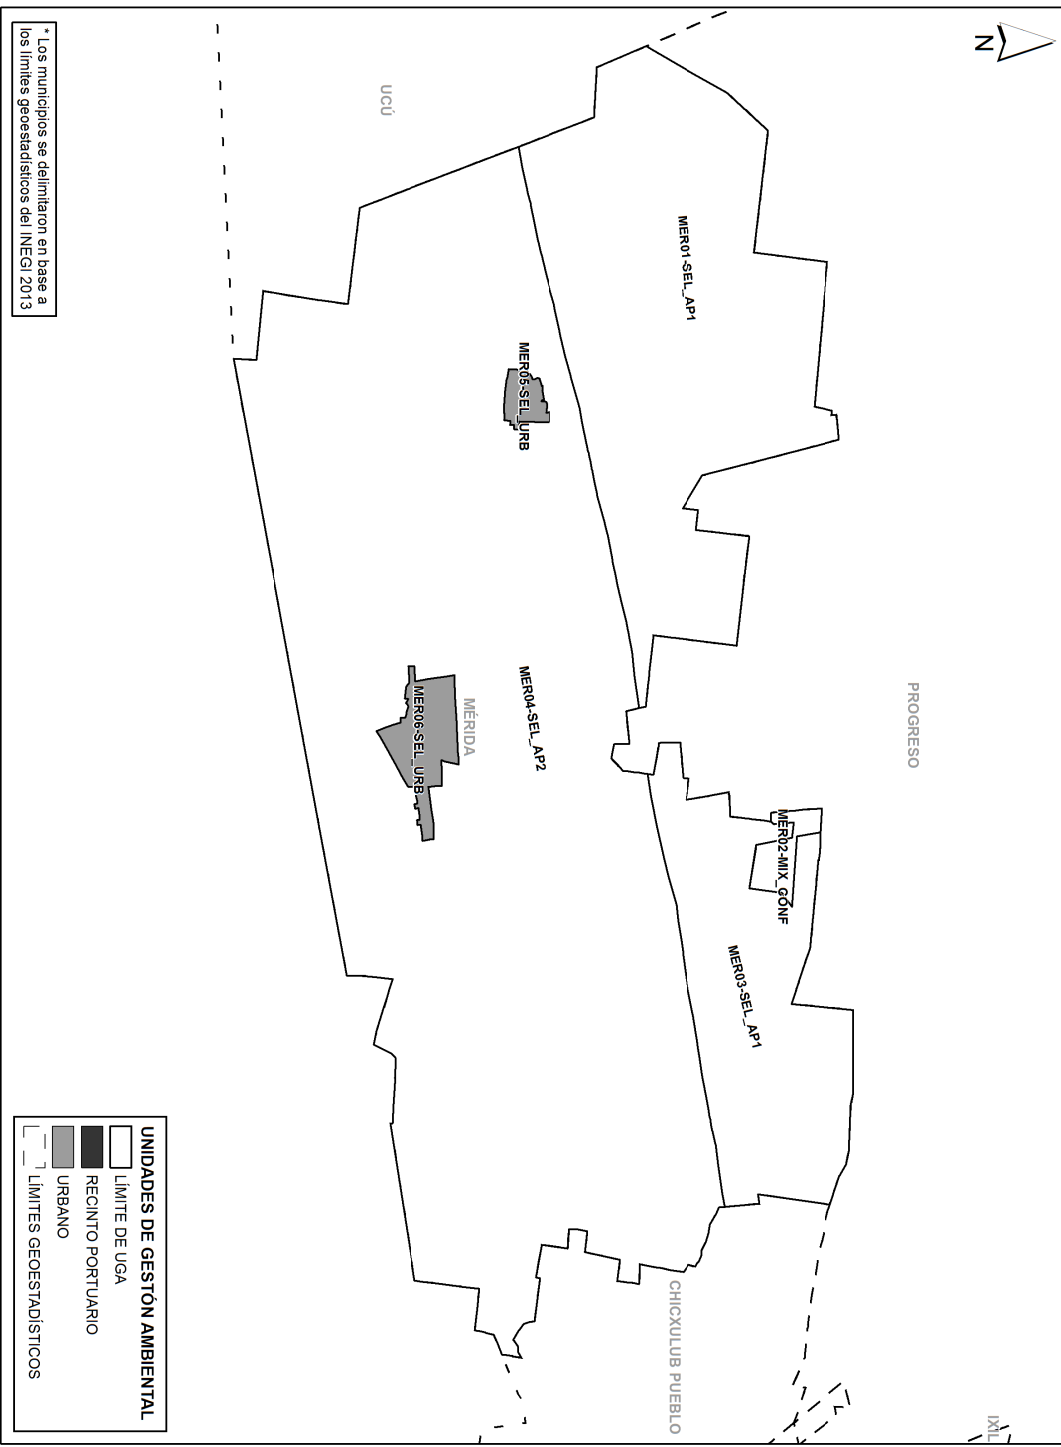 N
* Los municipios se delimitaron en base a
los límites geoestadísticos del INEGI 2013
UCÚ
PROGRESO
IXIL
CHICXULUB PUEBLO
MÉRIDA
MER01-SEL_AP1
MER02-MIX_CONF
MER03-SEL_AP1
MER04-SEL_AP2
MER05-SEL_URB
MER06-SEL_URB
UNIDADES DE GESTÓN AMBIENTAL
LÍMITE DE UGA
RECINTO PORTUARIO
URBANO
LÍMITES GEOESTADÍSTICOS